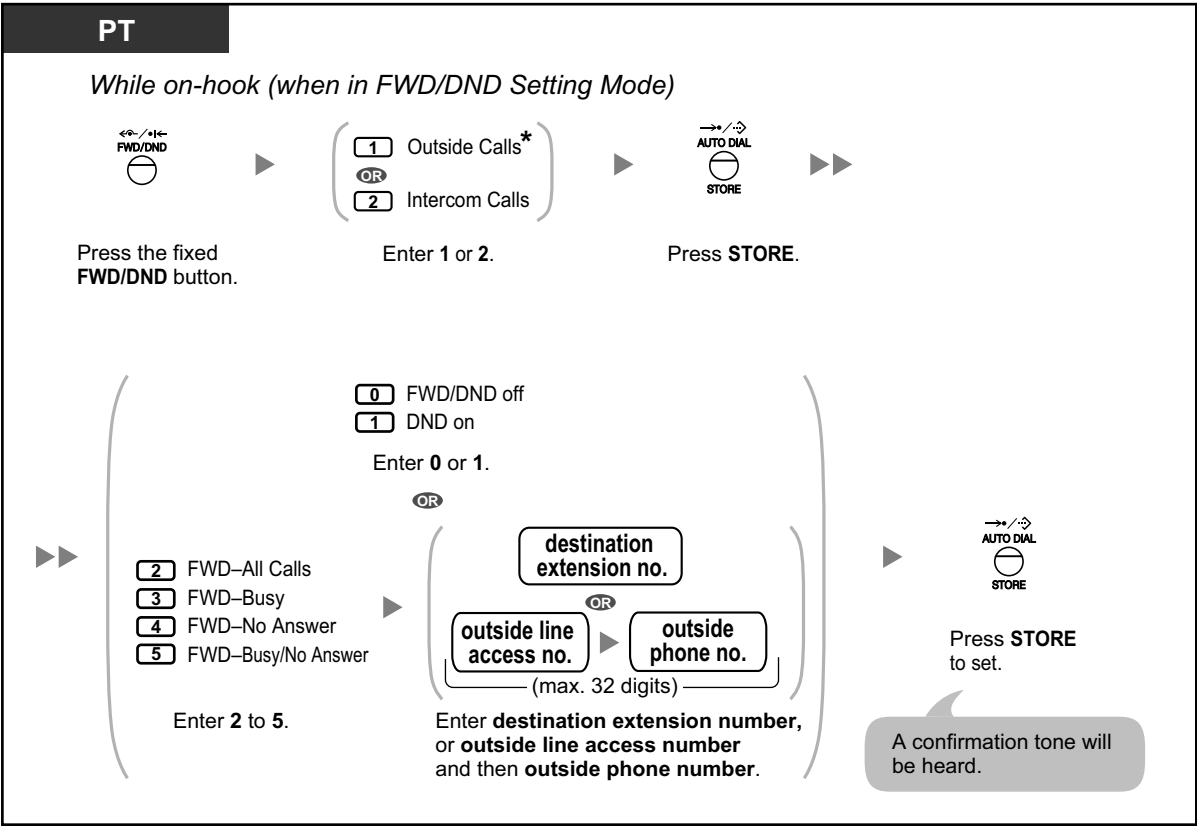 PT
While on-hook (when in FWD/DND Setting Mode)
FWD/DND
1 Outside Calls*
OR
2 Intercom Calls
AUTO DIAL
STORE
Press the fixed
FWD/DND button.
Enter 1 or 2.
Press STORE.
0 FWD/DND off
1 DND on
Enter 0 or 1.
OR
2 FWD–All Calls
3 FWD–Busy
4 FWD–No Answer
5 FWD–Busy/No Answer
Enter 2 to 5.
destination
extension no.
OR
outside line
access no.
outside
phone no.
(max. 32 digits)
Enter destination extension number,
or outside line access number
and then outside phone number.
AUTO DIAL
STORE
Press STORE
to set.
A confirmation tone will
be heard.